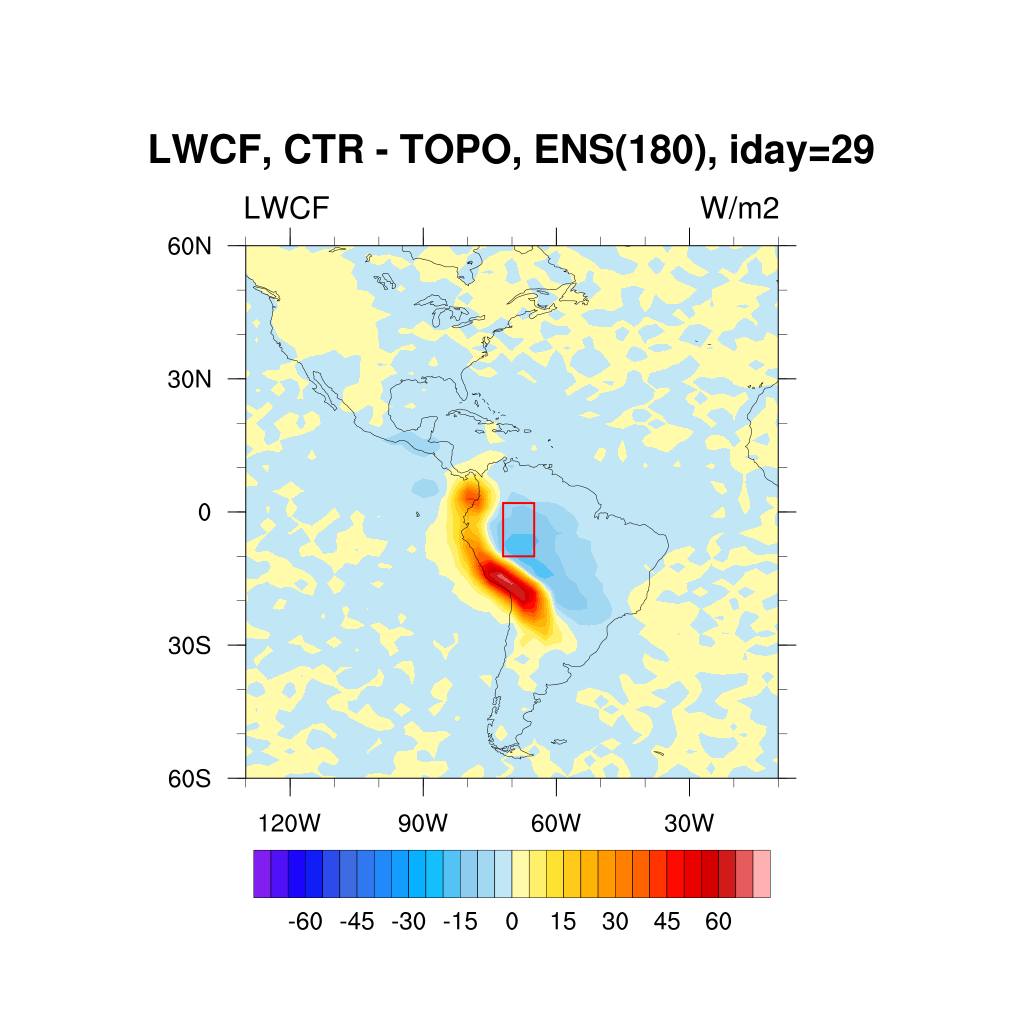 LWCF, CTR - TOPO, ENS(180), iday=29
LWCF W/m2
60N
30N
0
30S
60S
120W 90W 60W 30W
-60 -45 -30 -15 0 15 30 45 60